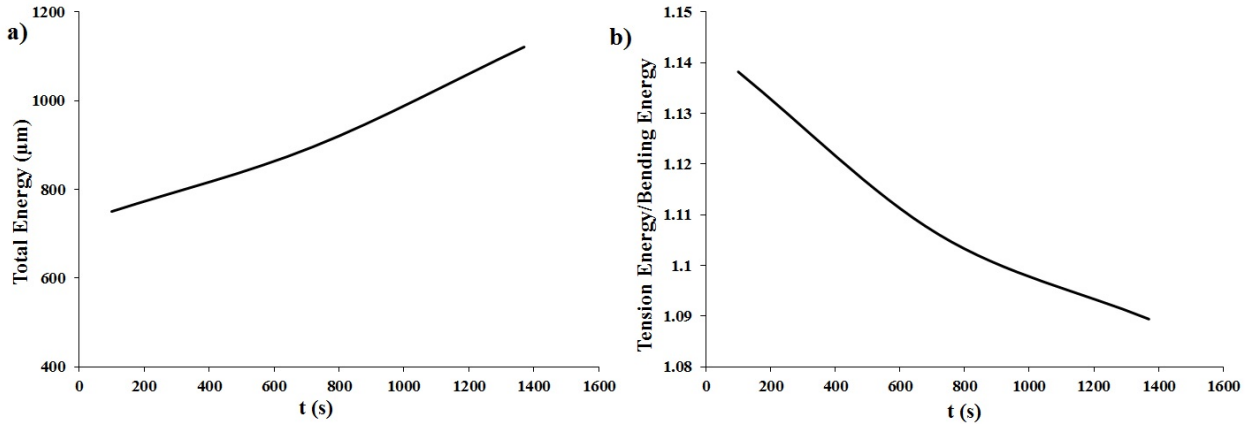 a)
Total Energy (µm)
1200
1000
800
600
400
0 200 400 600 800 1000 1200 1400 1600
t (s)
b)
Tension Energy/Bending Energy
1.15
1.14
1.13
1.12
1.11
1.1
1.09
1.08
0 200 400 600 800 1000 1200 1400 1600
t (s)